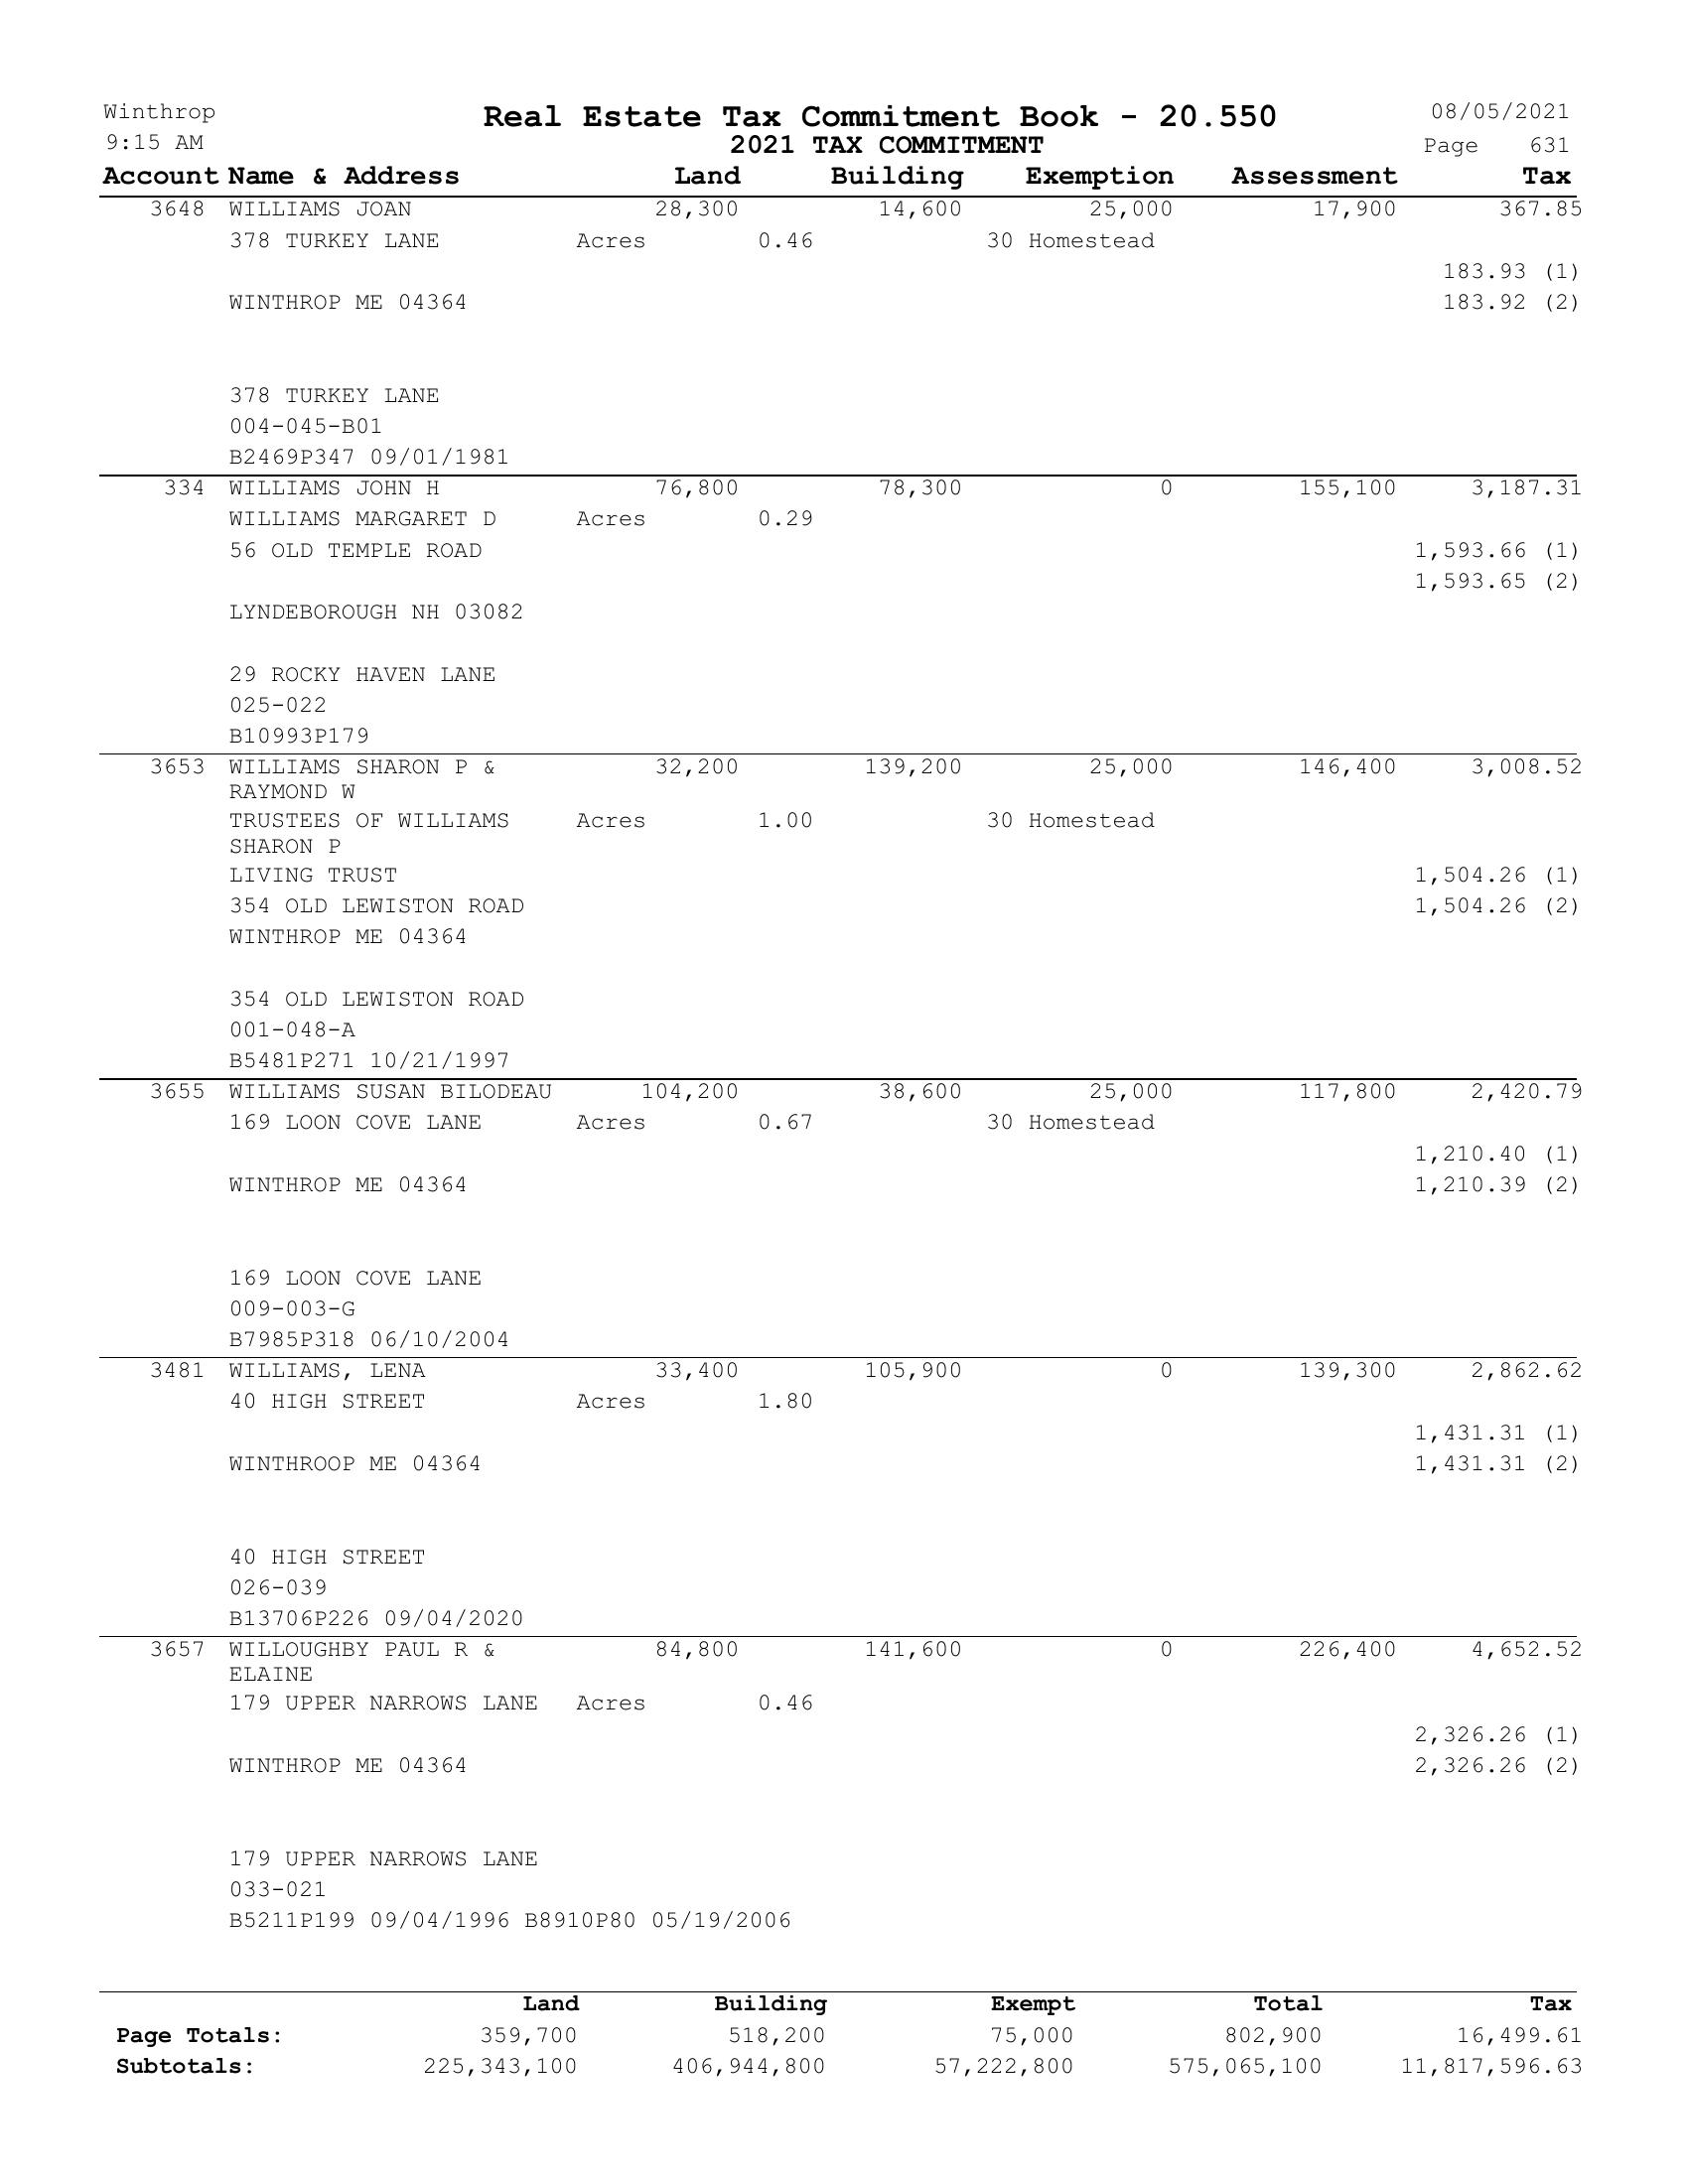 Winthrop Real Estate Tax Commitment Book - 20.550 08/05/2021
9:15 AM 2021 TAX COMMITMENT Page 631
Account Name & Address Land Building Exemption Assessment Tax
3648 WILLIAMS JOAN 28,300 14,600 25,000 17,900 367.85
378 TURKEY LANE Acres 0.46 30 Homestead
183.93 (1)
WINTHROP ME 04364 183.92 (2)
378 TURKEY LANE
004-045-B01
B2469P347 09/01/1981
334 WILLIAMS JOHN H 76,800 78,300 0 155,100 3,187.31
WILLIAMS MARGARET D Acres 0.29
56 OLD TEMPLE ROAD 1,593.66 (1)
1,593.65 (2)
LYNDEBOROUGH NH 03082
29 ROCKY HAVEN LANE
025-022
B10993P179
3653 WILLIAMS SHARON P & 32,200 139,200 25,000 146,400 3,008.52
RAYMOND W
TRUSTEES OF WILLIAMS Acres 1.00 30 Homestead
SHARON P
LIVING TRUST 1,504.26 (1)
354 OLD LEWISTON ROAD 1,504.26 (2)
WINTHROP ME 04364
354 OLD LEWISTON ROAD
001-048-A
B5481P271 10/21/1997
3655 WILLIAMS SUSAN BILODEAU 104,200 38,600 25,000 117,800 2,420.79
169 LOON COVE LANE Acres 0.67 30 Homestead
1,210.40 (1)
WINTHROP ME 04364 1,210.39 (2)
169 LOON COVE LANE
009-003-G
B7985P318 06/10/2004
3481 WILLIAMS, LENA 33,400 105,900 0 139,300 2,862.62
40 HIGH STREET Acres 1.80
1,431.31 (1)
WINTHROOP ME 04364 1,431.31 (2)
40 HIGH STREET
026-039
B13706P226 09/04/2020
3657 WILLOUGHBY PAUL R & 84,800 141,600 0 226,400 4,652.52
ELAINE
179 UPPER NARROWS LANE Acres 0.46
2,326.26 (1)
WINTHROP ME 04364 2,326.26 (2)
179 UPPER NARROWS LANE
033-021
B5211P199 09/04/1996 B8910P80 05/19/2006
Land Building Exempt Total Tax
Page Totals: 359,700 518,200 75,000 802,900 16,499.61
Subtotals: 225,343,100 406,944,800 57,222,800 575,065,100 11,817,596.63